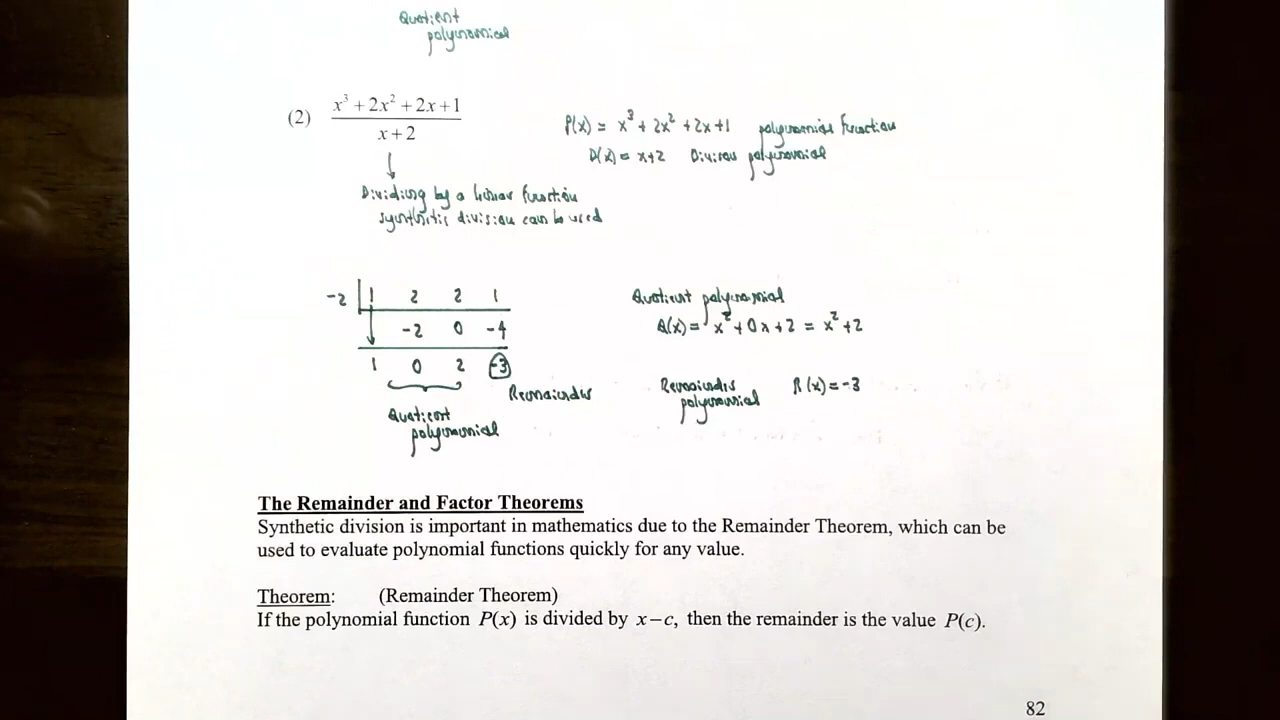 Quotient
polynomial
(2) x³ + 2x² + 2x + 1
x + 2
P(x) = x³ + 2x² + 2x + 1 polynomial function
D(x) = x + 2 Divisor polynomial
Dividing by a linear function
synthetic division can be used
-2 | 1 2 2 1
-2 0 -4
1 0 2 -3
Remainder
Quotient
polynomial
Quotient polynomial
Q(x) = x² + 0x + 2 = x² + 2
Remainder
polynomial
R(x) = -3
The Remainder and Factor Theorems
Synthetic division is important in mathematics due to the Remainder Theorem, which can be
used to evaluate polynomial functions quickly for any value.
Theorem: (Remainder Theorem)
If the polynomial function P(x) is divided by x − c, then the remainder is the value P(c).
82